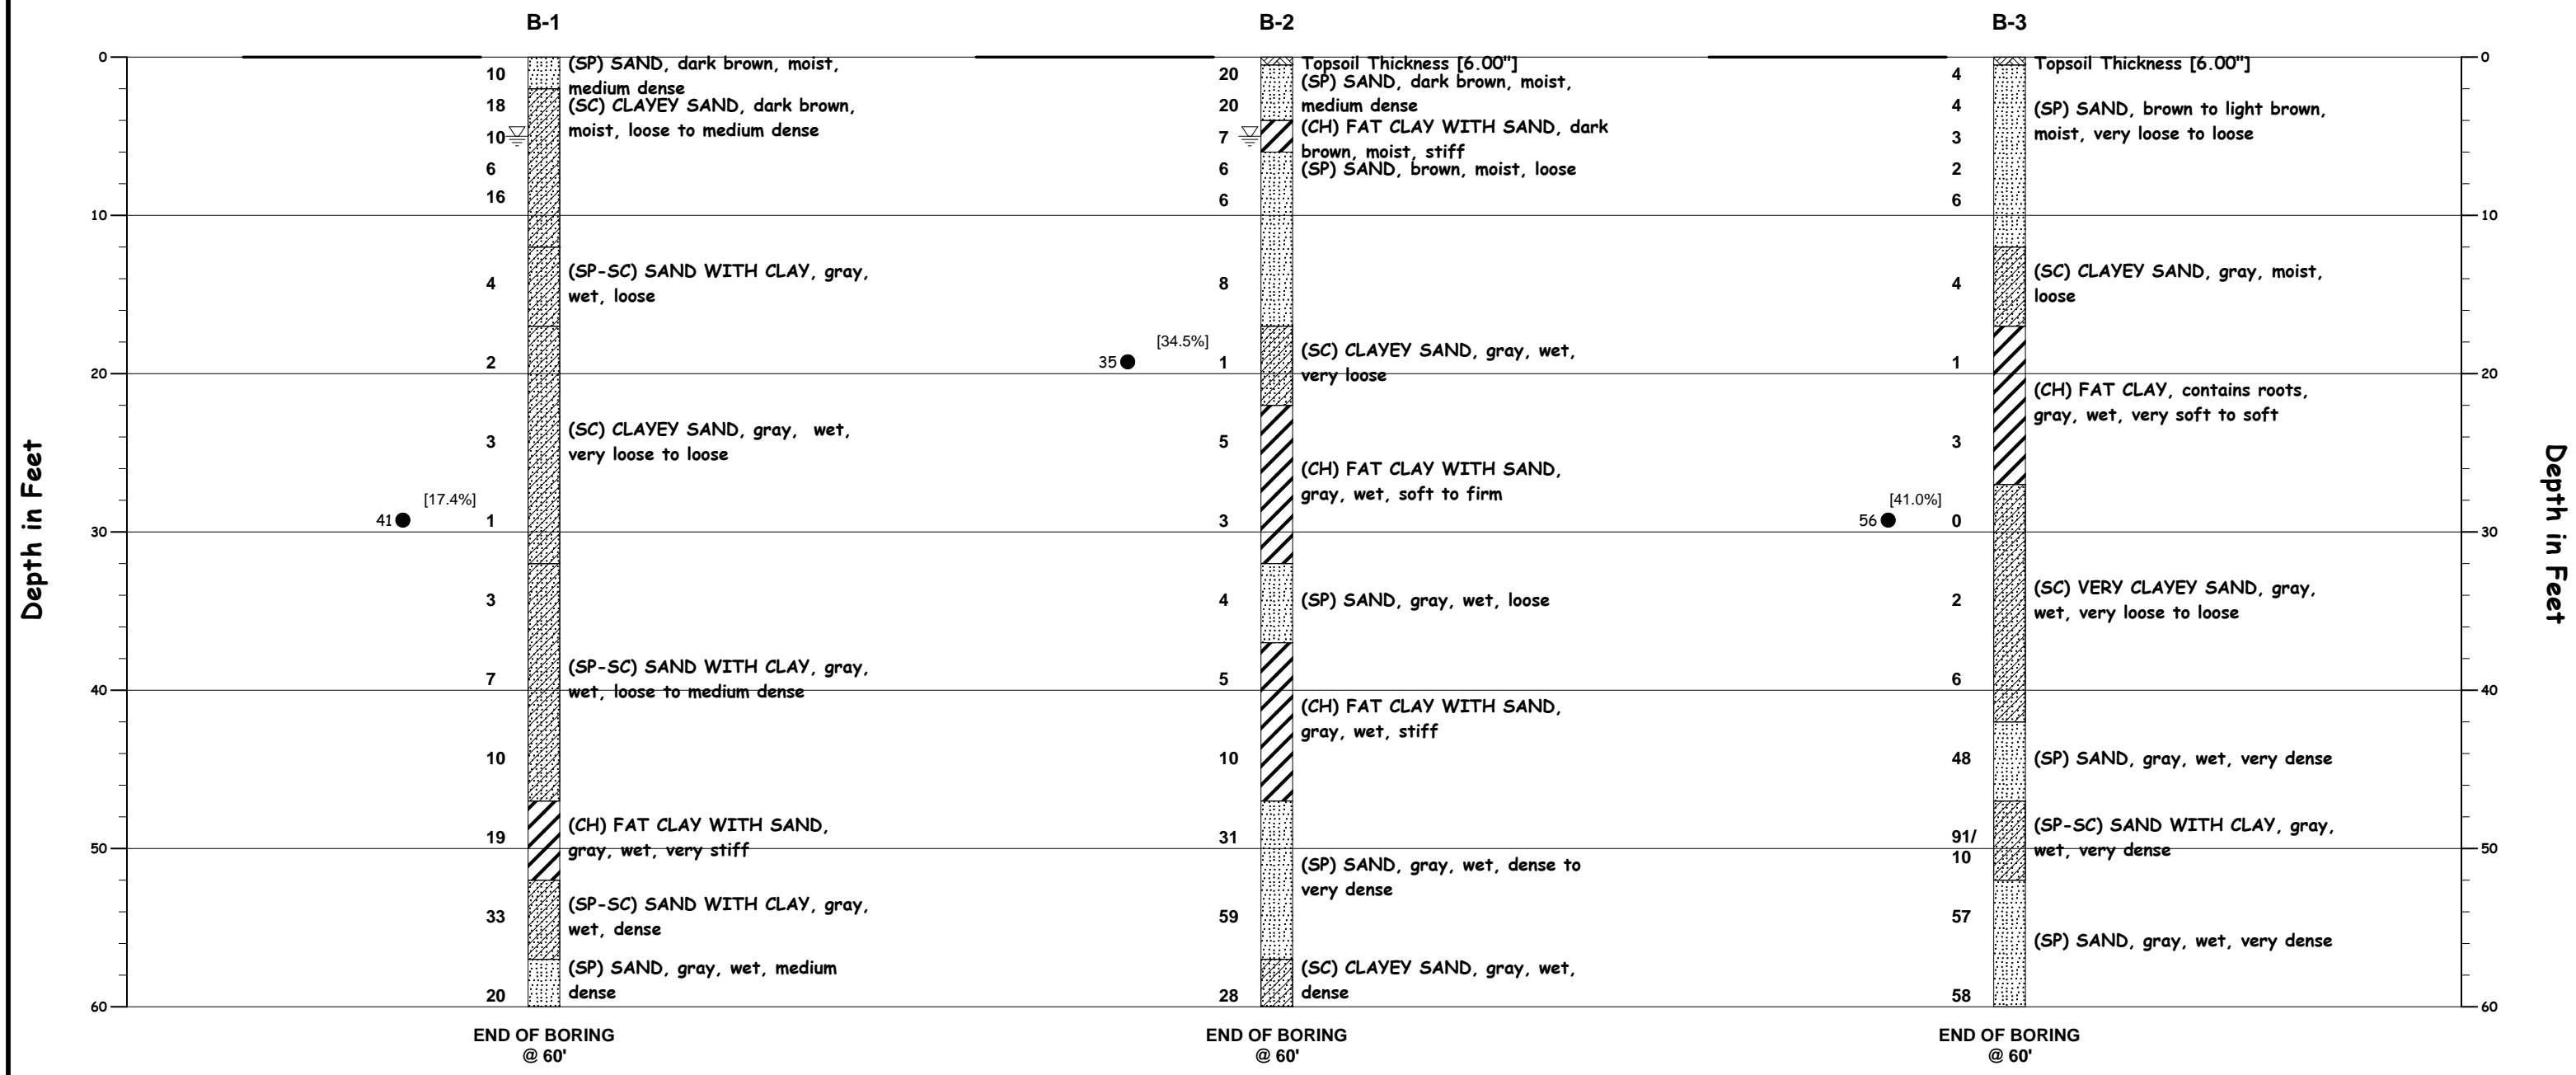 B-1
B-2
B-3
Depth in Feet
0
10
20
30
40
50
60
10
18
10
6
16
4
2
3
[17.4%]
41
1
3
7
10
19
33
20
(SP) SAND, dark brown, moist,
medium dense
(SC) CLAYEY SAND, dark brown,
moist, loose to medium dense
(SP-SC) SAND WITH CLAY, gray,
wet, loose
(SC) CLAYEY SAND, gray, wet,
very loose to loose
(SP-SC) SAND WITH CLAY, gray,
wet, loose to medium dense
(CH) FAT CLAY WITH SAND,
gray, wet, very stiff
(SP-SC) SAND WITH CLAY, gray,
wet, dense
(SP) SAND, gray, wet, medium
dense
END OF BORING
@ 60'
20
20
7
6
6
8
[34.5%]
35
1
5
3
4
5
10
31
59
28
Topsoil Thickness [6.00"]
(SP) SAND, dark brown, moist,
medium dense
(CH) FAT CLAY WITH SAND, dark
brown, moist, stiff
(SP) SAND, brown, moist, loose
(SC) CLAYEY SAND, gray, wet,
very loose
(CH) FAT CLAY WITH SAND,
gray, wet, soft to firm
(SP) SAND, gray, wet, loose
(CH) FAT CLAY WITH SAND,
gray, wet, stiff
(SP) SAND, gray, wet, dense to
very dense
(SC) CLAYEY SAND, gray, wet,
dense
END OF BORING
@ 60'
4
4
3
2
6
4
1
3
[41.0%]
56
0
2
6
48
91/
10
57
58
Topsoil Thickness [6.00"]
(SP) SAND, brown to light brown,
moist, very loose to loose
(SC) CLAYEY SAND, gray, moist,
loose
(CH) FAT CLAY, contains roots,
gray, wet, very soft to soft
(SC) VERY CLAYEY SAND, gray,
wet, very loose to loose
(SP) SAND, gray, wet, very dense
(SP-SC) SAND WITH CLAY, gray,
wet, very dense
(SP) SAND, gray, wet, very dense
END OF BORING
@ 60'
0
10
20
30
40
50
60
Depth in Feet